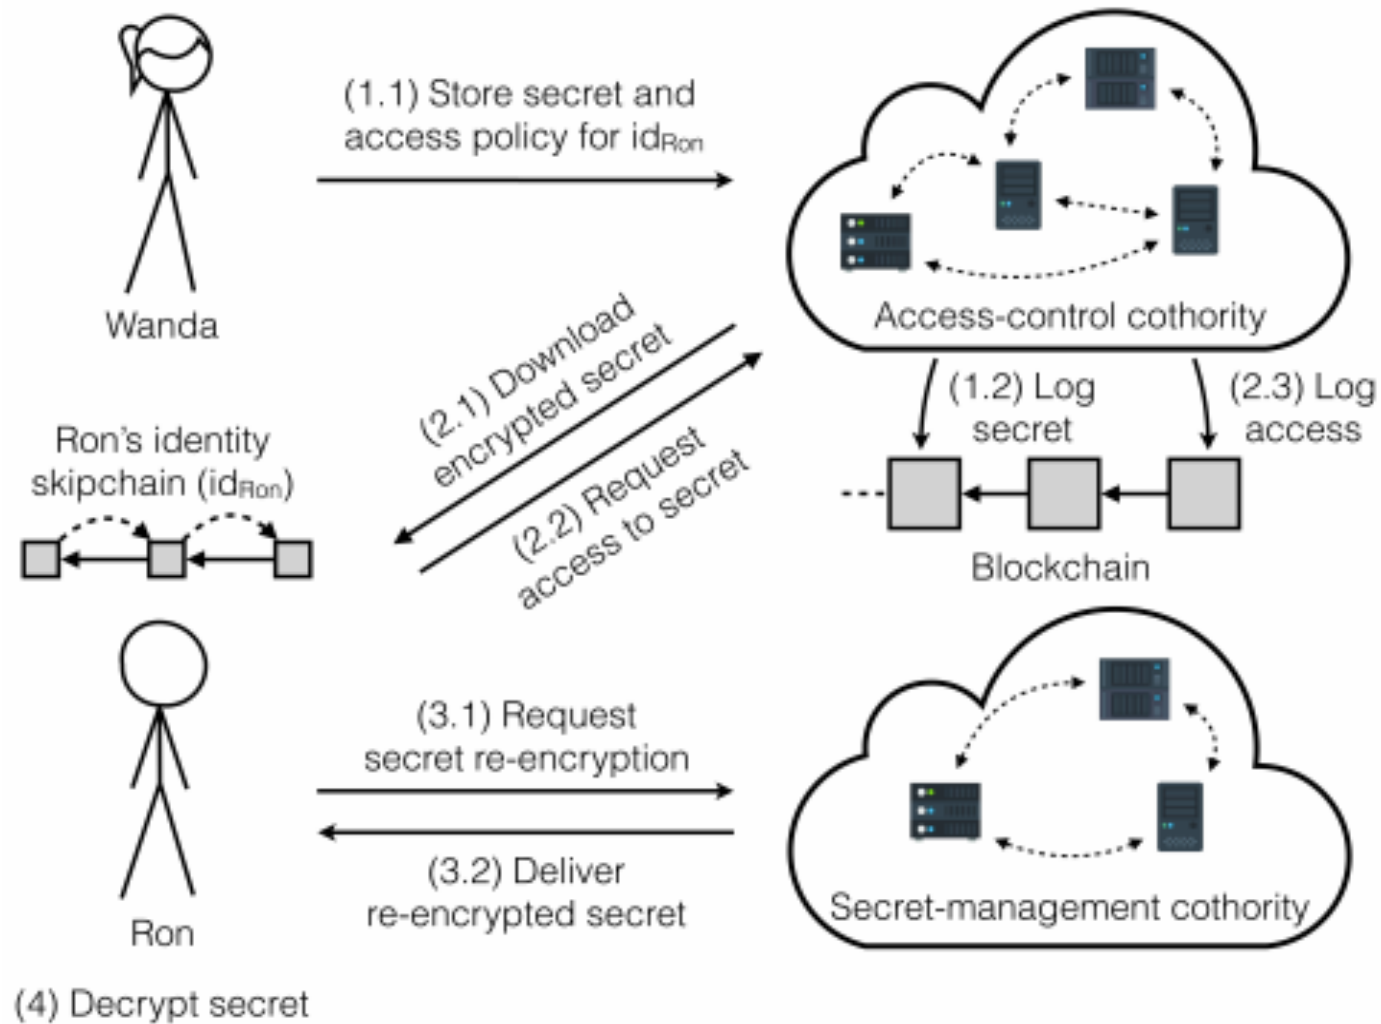 (1.1) Store secret and
access policy for idRon
Wanda
Access-control cothority
(2.1) Download
encrypted secret
(2.2) Request
access to secret
(1.2) Log
secret
(2.3) Log
access
Ron's identity
skipchain (idRon)
Blockchain
(3.1) Request
secret re-encryption
(3.2) Deliver
re-encrypted secret
Secret-management cothority
Ron
(4) Decrypt secret